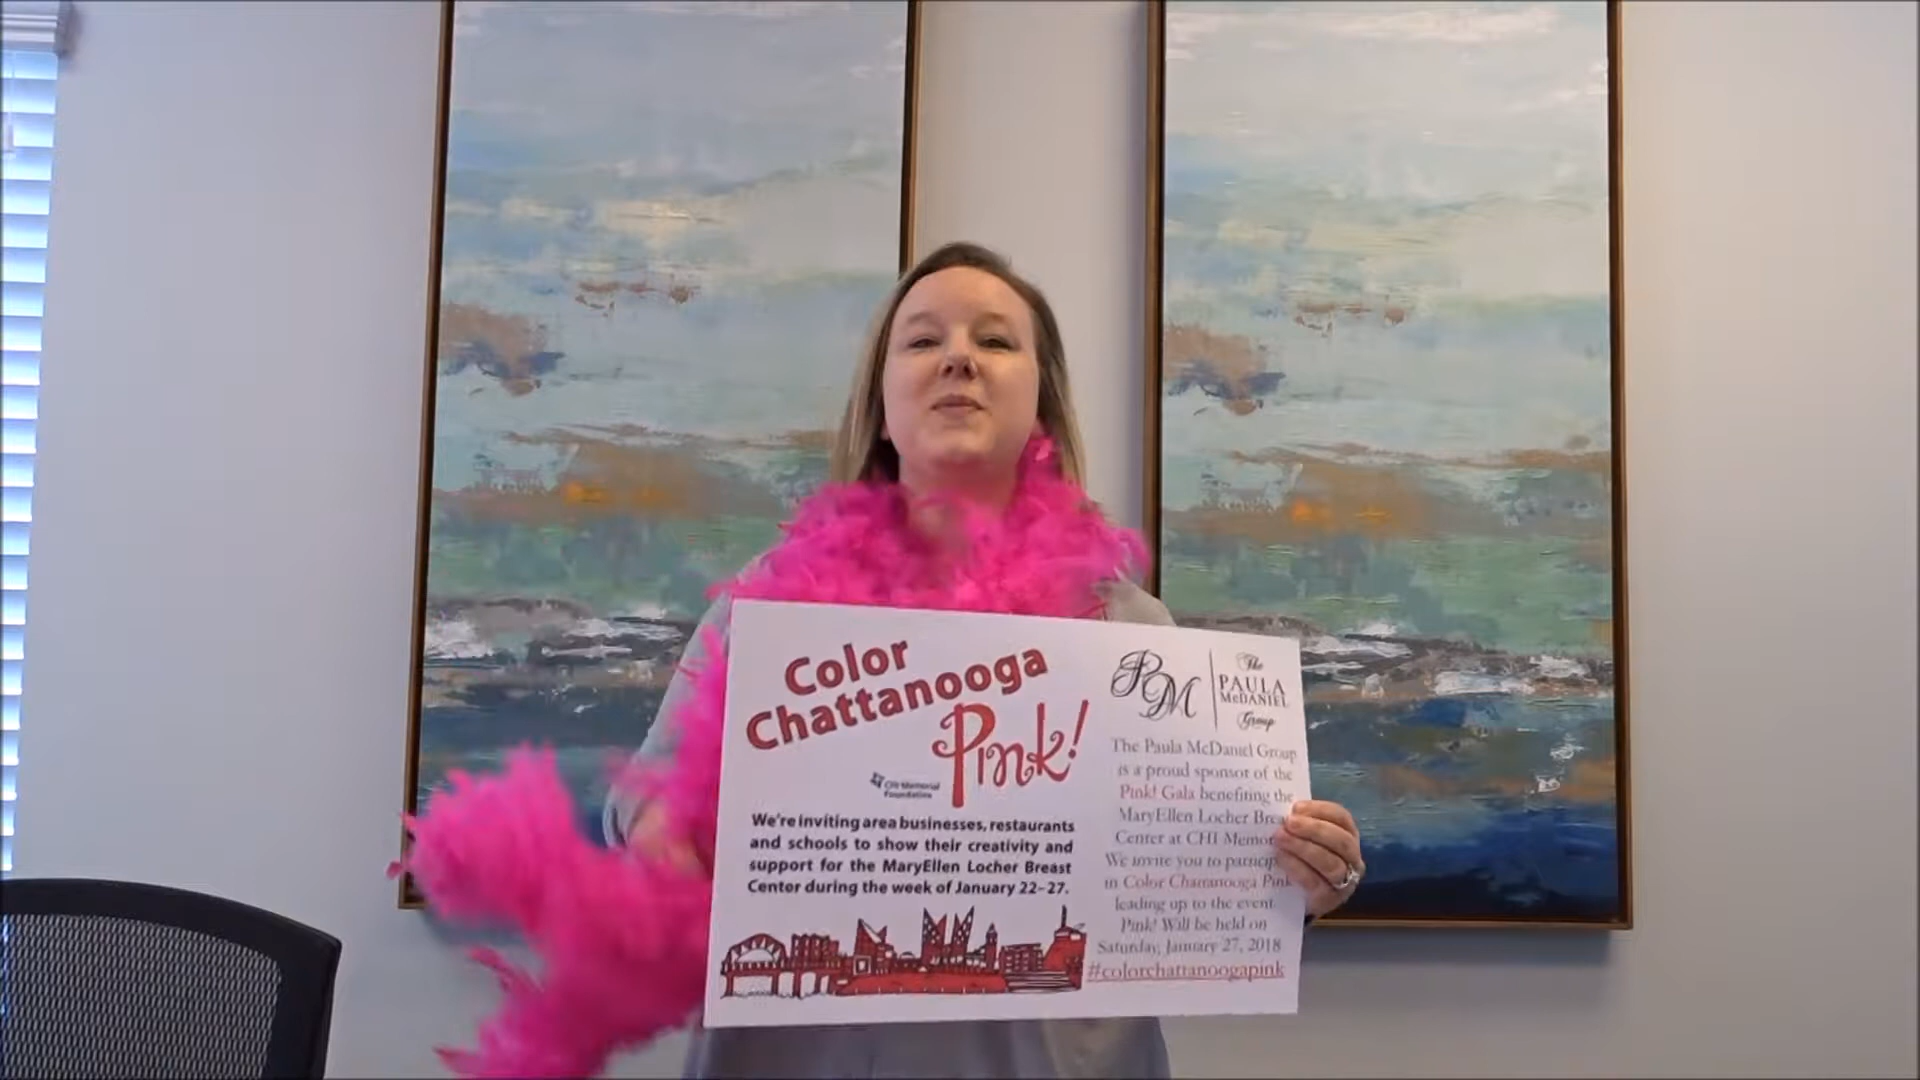 Color
Chattanooga
Pink!
CHI Memorial
Foundation
We're inviting area businesses, restaurants
and schools to show their creativity and
support for the MaryEllen Locher Breast
Center during the week of January 22-27.
PM
The
PAULA
McDANIEL
Group
The Paula McDaniel Group
is a proud sponsor of the
Pink! Gala benefiting the
MaryEllen Locher Brea
Center at CHI Memor
We invite you to particip
in Color Chattanooga Pink
leading up to the event
Pink! Will be held on
Saturday, January 27, 2018
#colorchattanoogapink